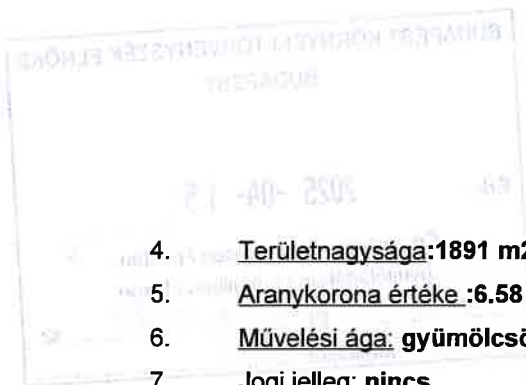 BUDAPEST KÖRNYÉKI TÖRVÉNYSZÉK ELNÖKE
BUDAPEST
2025 -04- 15
4. Területnagysága:1891 m2
5. Aranykorona értéke :6.58
6. Művelési ága: gyümölcsö
7. Jogi jelleg: nincs